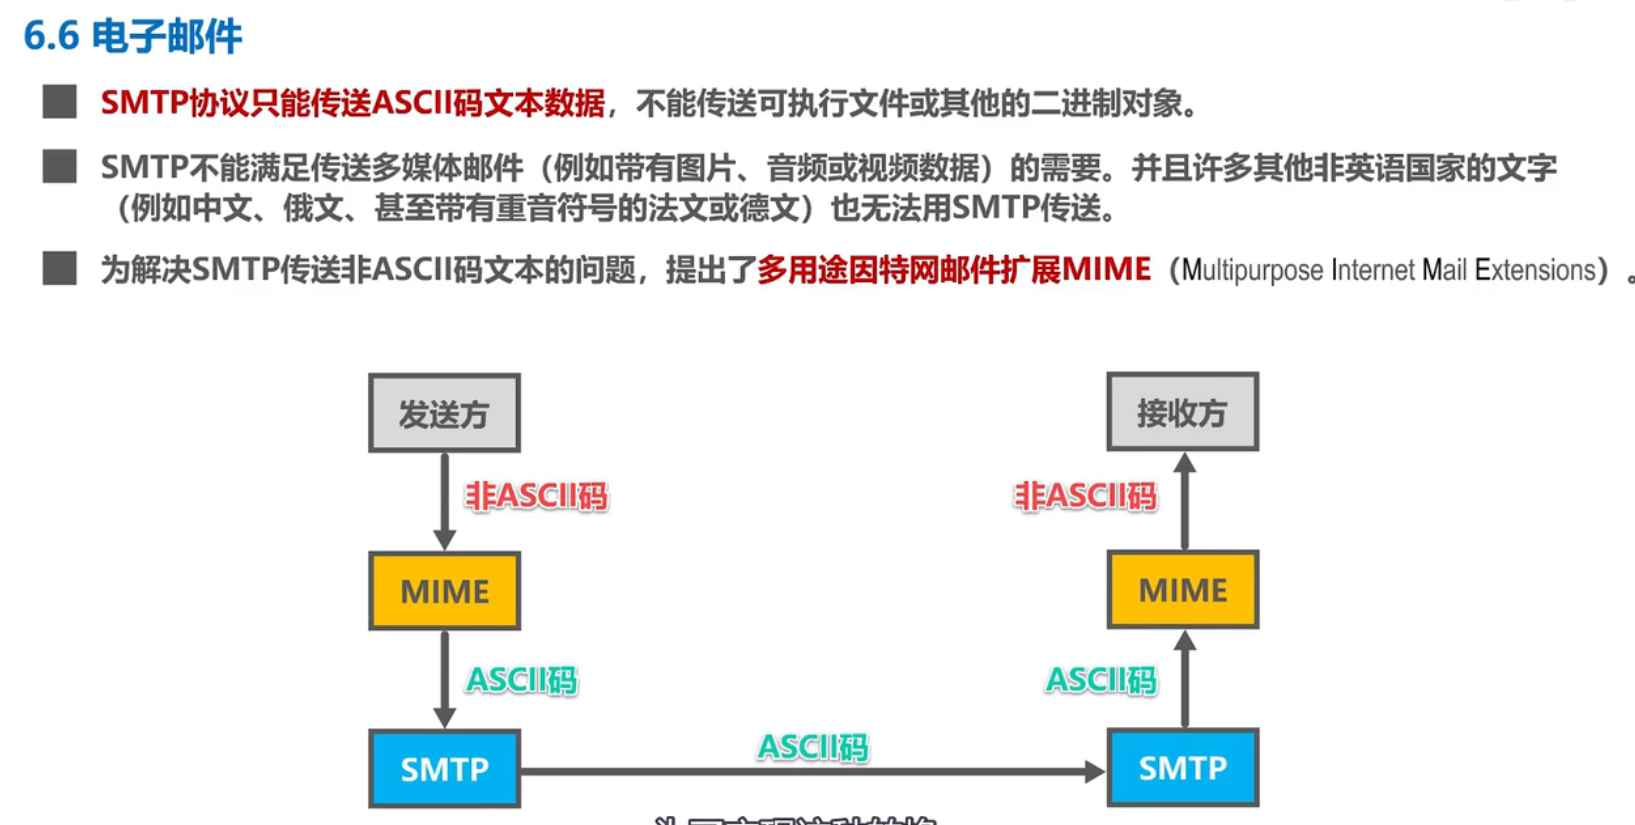 6.6 电子邮件
SMTP协议只能传送ASCII码文本数据，不能传送可执行文件或其他的二进制对象。
SMTP不能满足传送多媒体邮件（例如带有图片、音频或视频数据）的需要。并且许多其他非英语国家的文字
（例如中文、俄文、甚至带有重音符号的法文或德文）也无法用SMTP传送。
为解决SMTP传送非ASCII码文本的问题，提出了多用途因特网邮件扩展MIME（Multipurpose Internet Mail Extensions）。
发送方
接收方
非ASCII码
非ASCII码
MIME
MIME
ASCII码
ASCII码
ASCII码
SMTP
SMTP